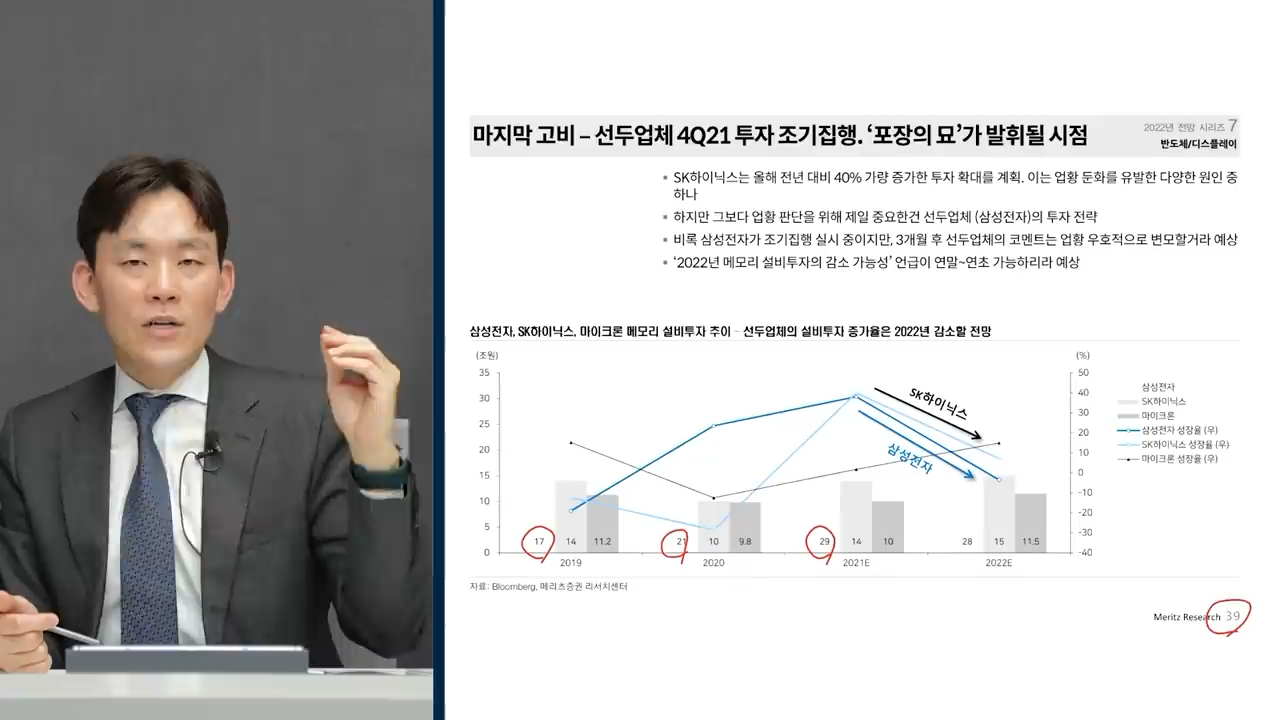 마지막 고비 – 선두업체 4Q21 투자 조기집행. ‘포장의 묘’가 발휘될 시점
2022년 전망 시리즈 7
반도체/디스플레이
▪ SK하이닉스는 올해 전년 대비 40% 가량 증가한 투자 확대를 계획. 이는 업황 둔화를 유발한 다양한 원인 중
하나
▪ 하지만 그보다 업황 판단을 위해 제일 중요한건 선두업체 (삼성전자)의 투자 전략
▪ 비록 삼성전자가 조기집행 실시 중이지만, 3개월 후 선두업체의 코멘트는 업황 우호적으로 변모할거라 예상
▪ ‘2022년 메모리 설비투자의 감소 가능성’ 언급이 연말~연초 가능하리라 예상
삼성전자, SK하이닉스, 마이크론 메모리 설비투자 추이 – 선두업체의 설비투자 증가율은 2022년 감소할 전망
(조원)
(%)
35
30
25
20
15
10
5
0
50
40
30
20
10
0
-10
-20
-30
-40
SK하이닉스
삼성전자
17 14 11.2
21 10 9.8
29 14 10
28 15 11.5
2019 2020 2021E 2022E
삼성전자
SK하이닉스
마이크론
삼성전자 성장율 (우)
SK하이닉스 성장율 (우)
마이크론 성장율 (우)
자료: Bloomberg, 메리츠증권 리서치센터
Meritz Research 39